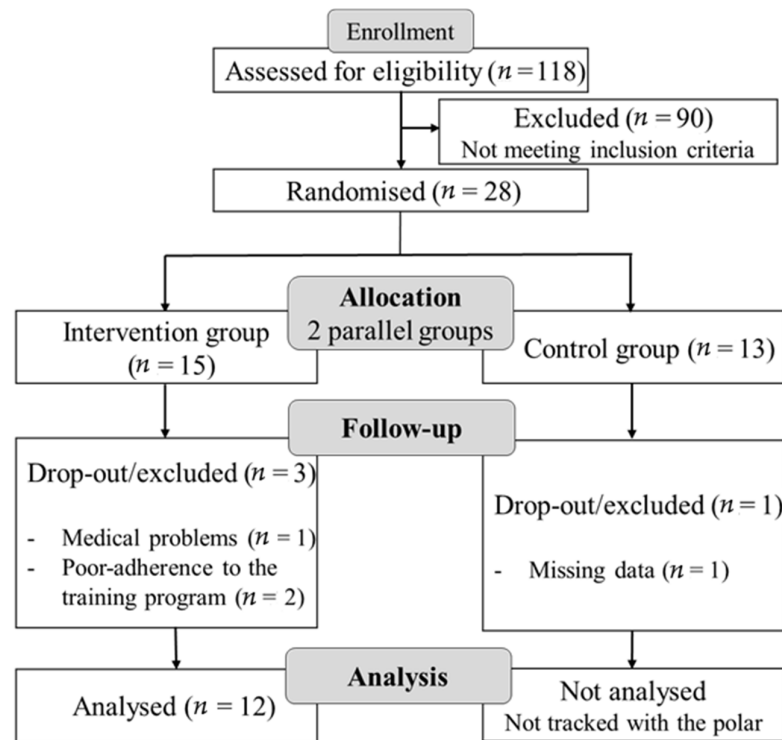 Enrollment
Assessed for eligibility (n = 118)
Excluded (n = 90)
Not meeting inclusion criteria
Randomised (n = 28)
Allocation
2 parallel groups
Intervention group
(n = 15)
Control group (n = 13)
Follow-up
Drop-out/excluded (n = 3)
- Medical problems (n = 1)
- Poor-adherence to the
training program (n = 2)
Drop-out/excluded (n = 1)
- Missing data (n = 1)
Analysis
Analysed (n = 12)
Not analysed
Not tracked with the polar